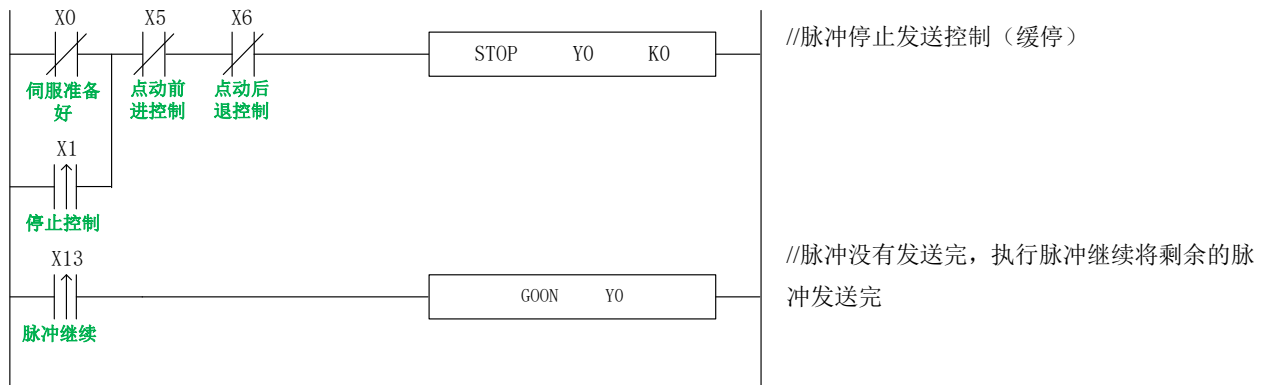 X0 X5 X6
STOP Y0 K0
//脉冲停止发送控制（缓停）
伺服准备
好
点动前
进控制
点动后
退控制
X1
停止控制
X13
GOON Y0
//脉冲没有发送完，执行脉冲继续将剩余的脉
冲发送完
脉冲继续